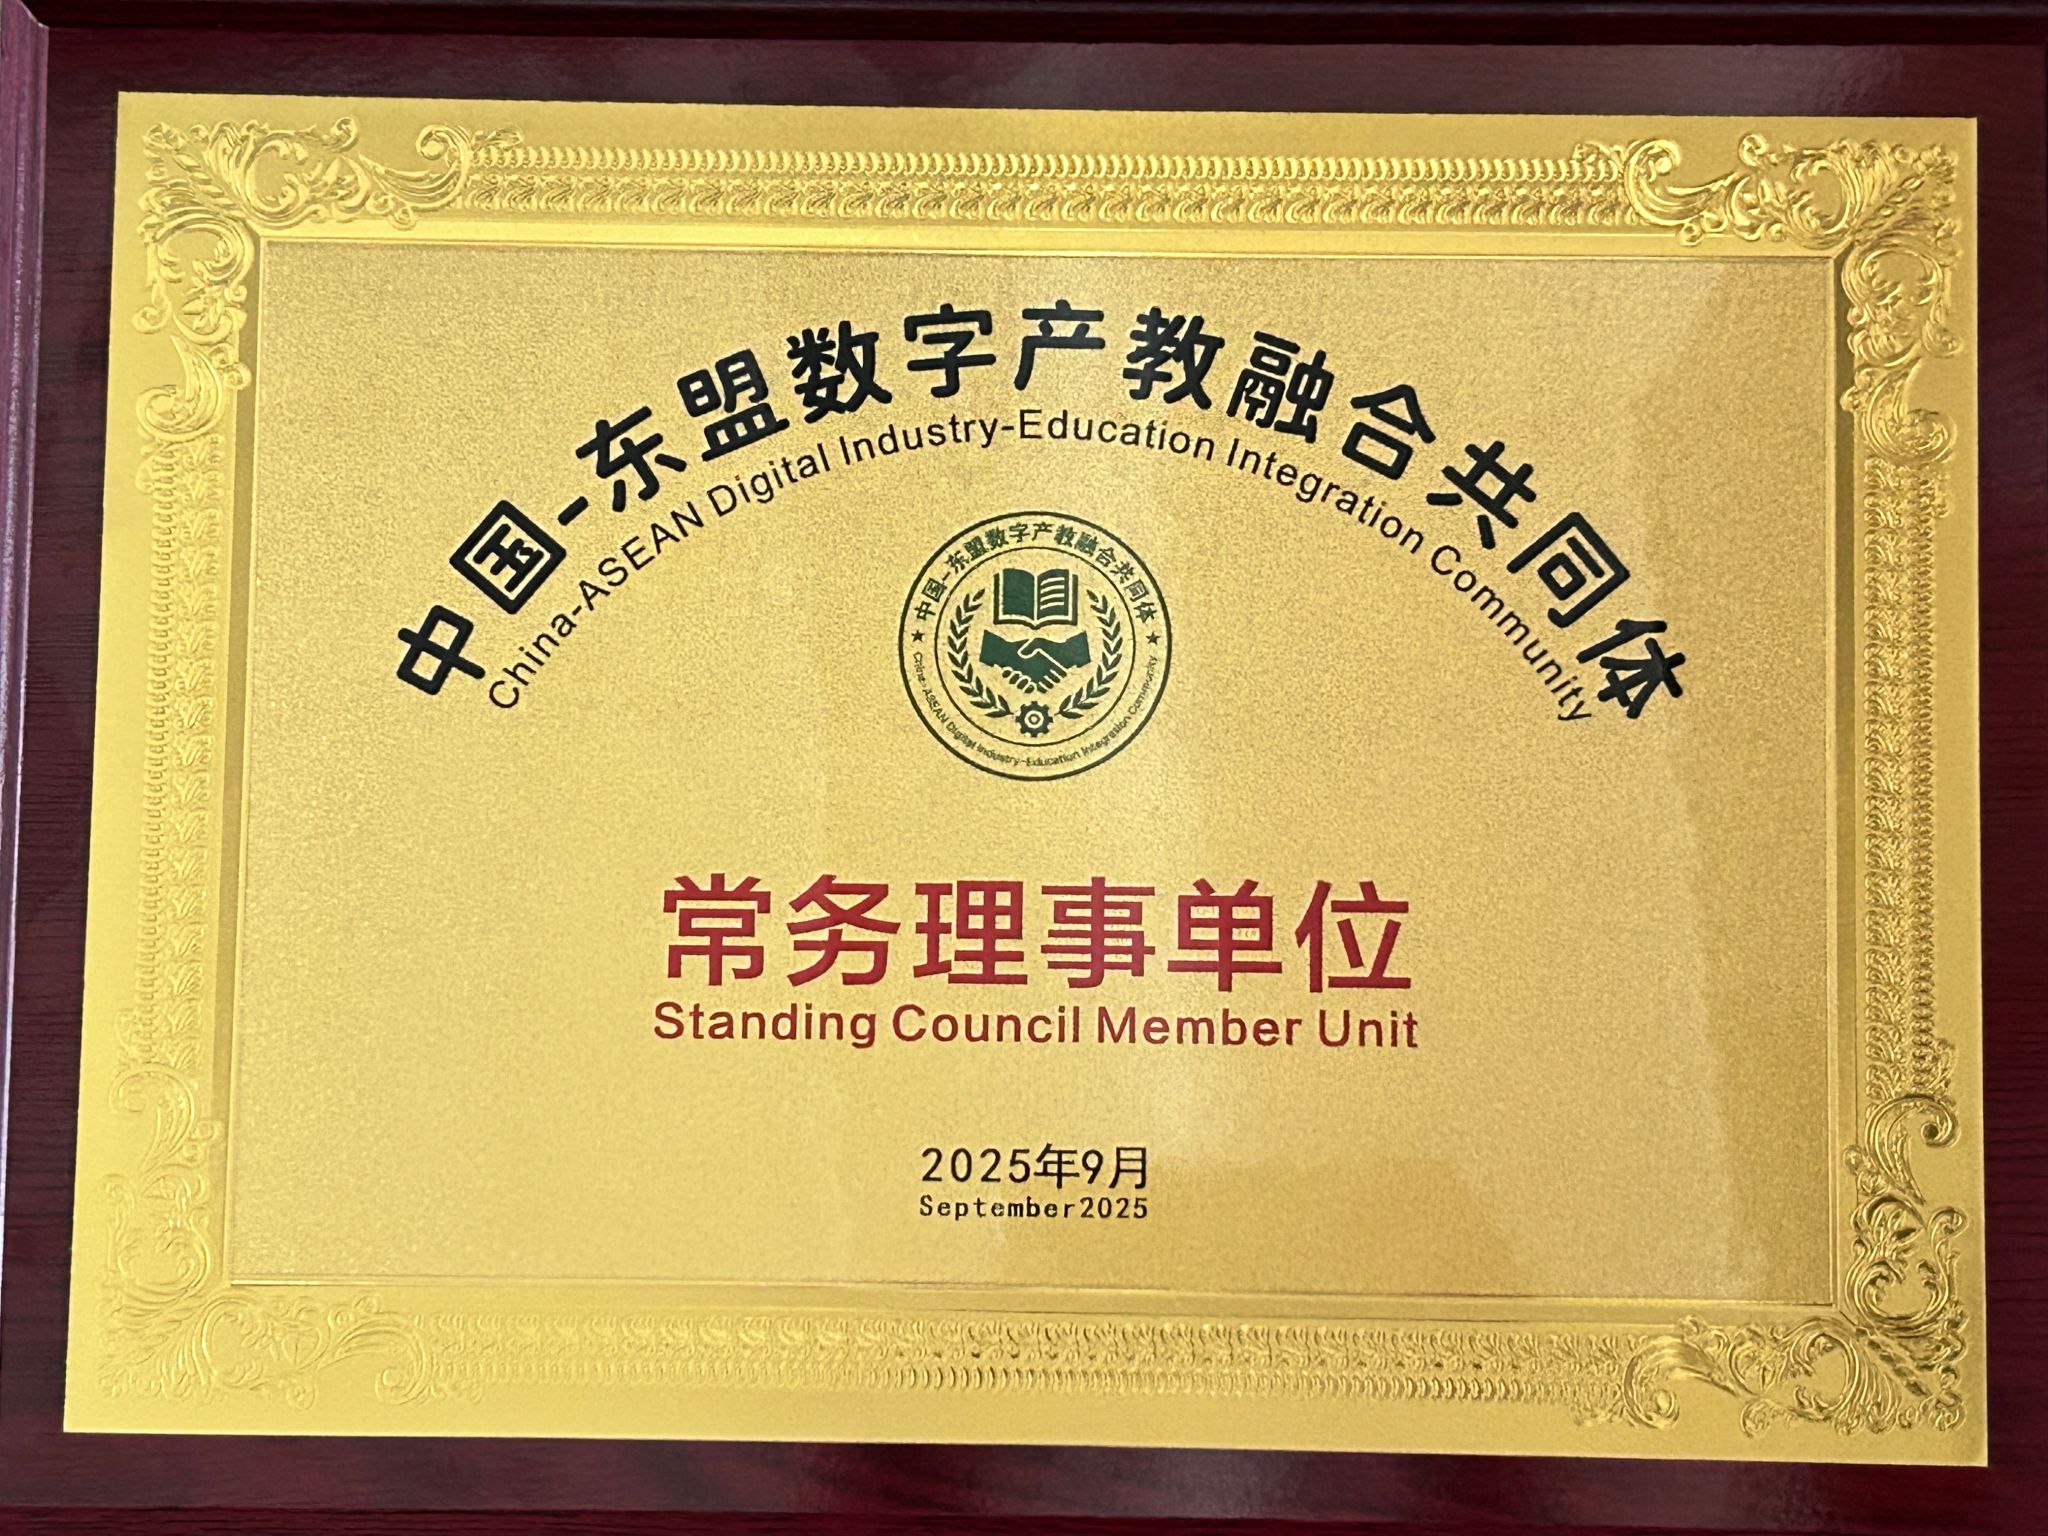 中国-东盟数字产教融合共同体
China-ASEAN Digital Industry-Education Integration Community
中国-东盟数字产教融合共同体
China-ASEAN Digital Industry-Education Integration Community
常务理事单位
Standing Council Member Unit
2025年9月
September2025